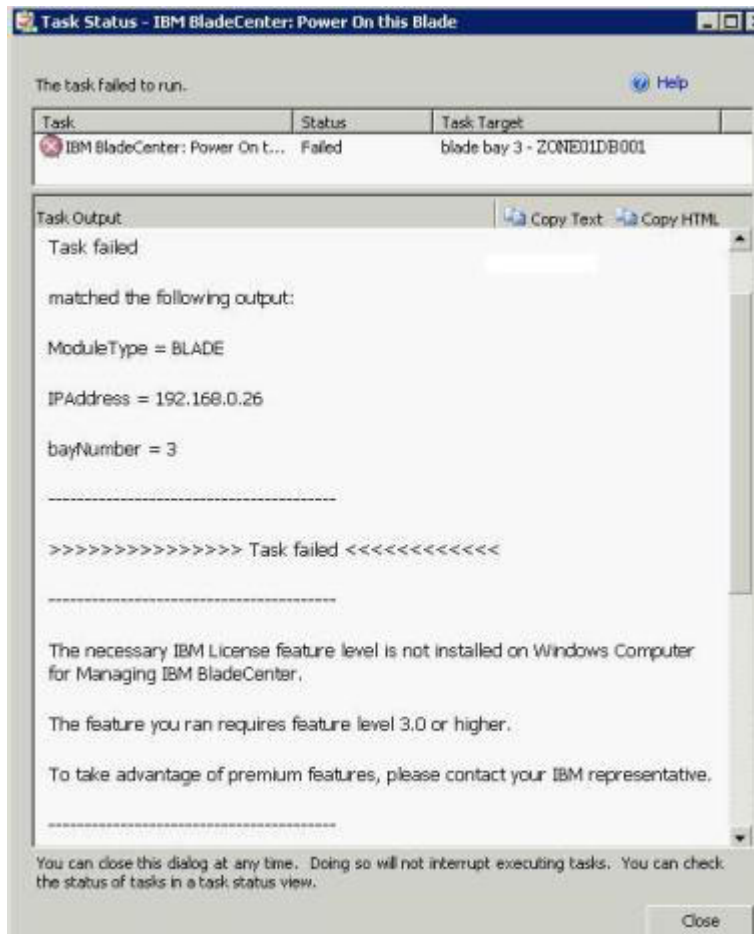 Task Status - IBM BladeCenter: Power On this Blade
The task failed to run.
Help
Task Status Task Target
IBM BladeCenter: Power On t... Failed blade bay 3 - ZONE01DB001
Task Output Copy Text Copy HTML
Task failed
matched the following output:
ModuleType = BLADE
IPAddress = 192.168.0.26
bayNumber = 3
----------------------------------------
>>>>>>>>>>>>>>> Task failed <<<<<<<<<<<<
----------------------------------------
The necessary IBM License feature level is not installed on Windows Computer
for Managing IBM BladeCenter.
The feature you ran requires feature level 3.0 or higher.
To take advantage of premium features, please contact your IBM representative.
----------------------------------------
You can close this dialog at any time. Doing so will not interrupt executing tasks. You can check
the status of tasks in a task status view.
Close